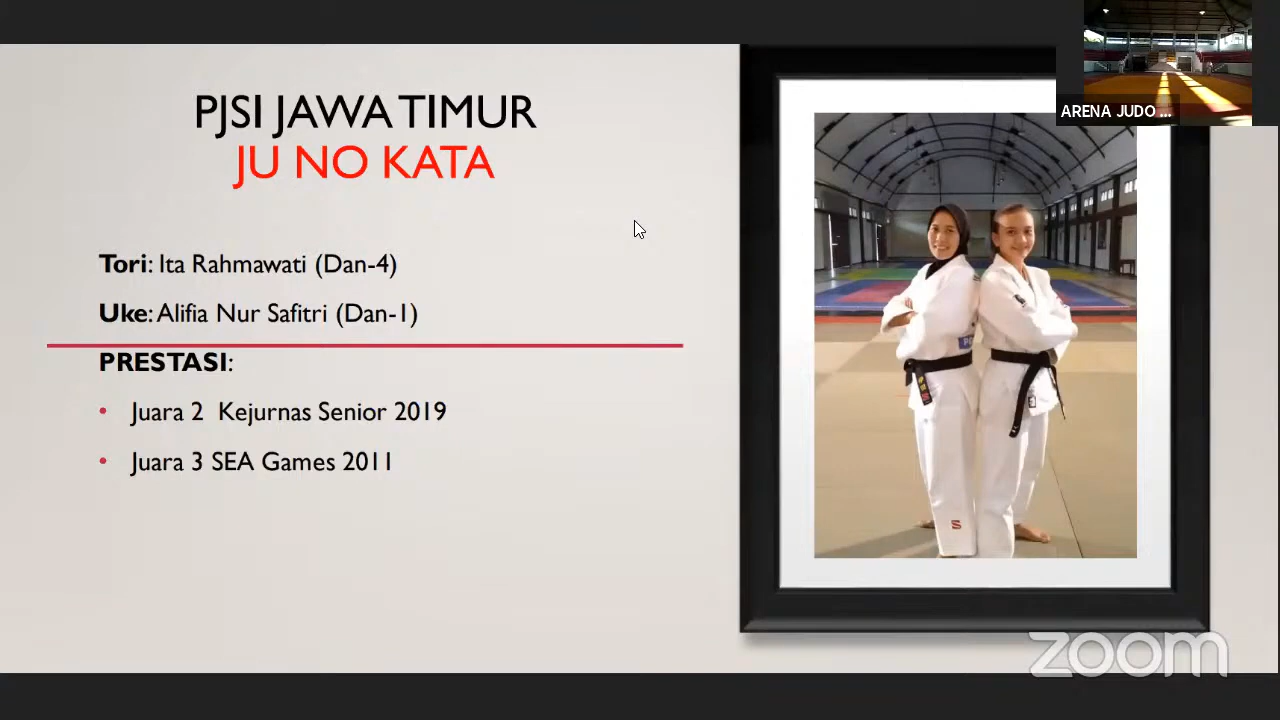 PJSI JAWA TIMUR
JU NO KATA
Tori: Ita Rahmawati (Dan-4)
Uke: Alifia Nur Safitri (Dan-1)
PRESTASI:
• Juara 2 Kejurnas Senior 2019
• Juara 3 SEA Games 2011
ARENA JUDO ...
zoom